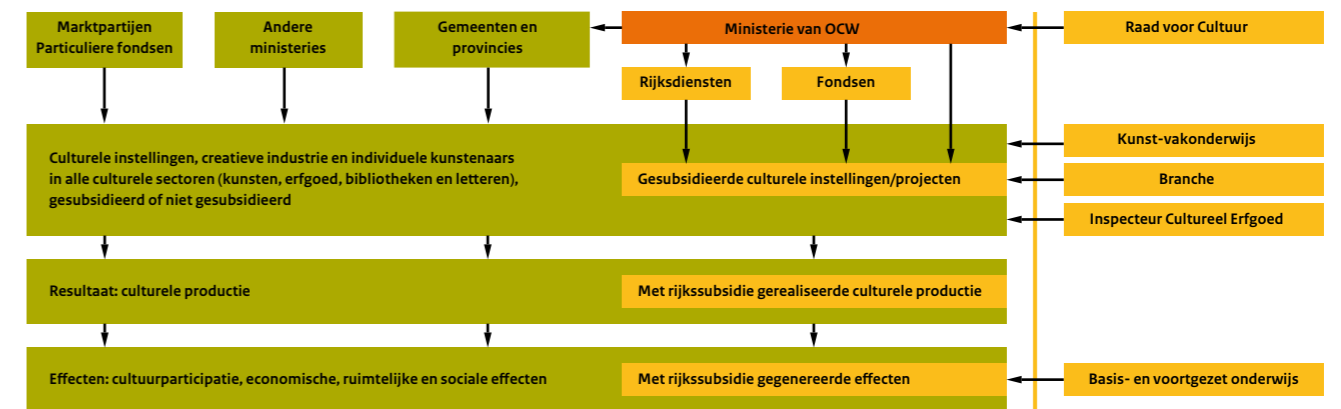 Marktpartijen
Particuliere fondsen
Andere
ministeries
Gemeenten en
provincies
Ministerie van OCW
Raad voor Cultuur
Rijksdiensten
Fondsen
Culturele instellingen, creatieve industrie en individuele kunstenaars
in alle culturele sectoren (kunsten, erfgoed, bibliotheken en letteren),
gesubsidieerd of niet gesubsidieerd
Gesubsidieerde culturele instellingen/projecten
Kunst-vakonderwijs
Branche
Inspecteur Cultureel Erfgoed
Resultaat: culturele productie
Met rijkssubsidie gerealiseerde culturele productie
Effecten: cultuurparticipatie, economische, ruimtelijke en sociale effecten
Met rijkssubsidie gegenereerde effecten
Basis- en voortgezet onderwijs